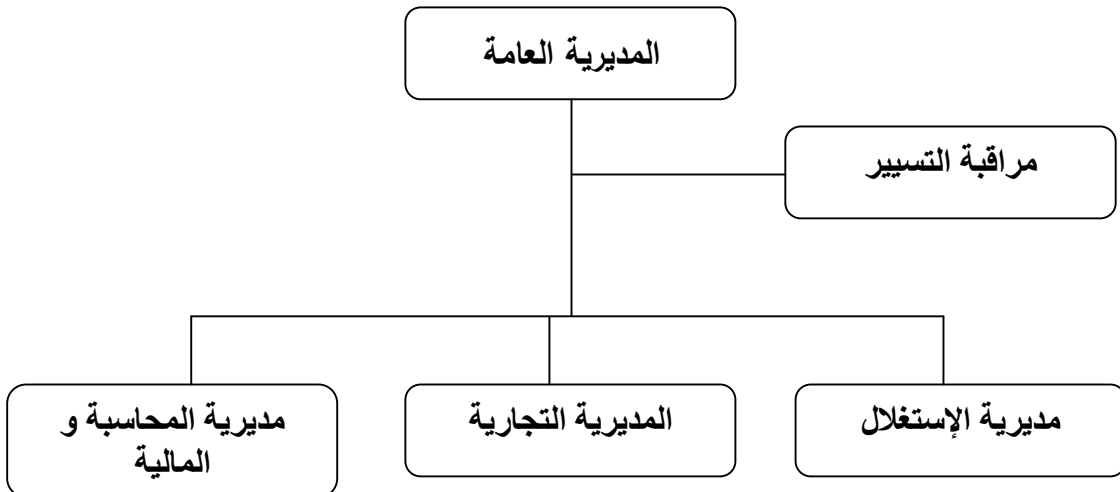 المديرية العامة
مراقبة التسيير
مديرية الإستغلال
المديرية التجارية
مديرية المحاسبة و
المالية